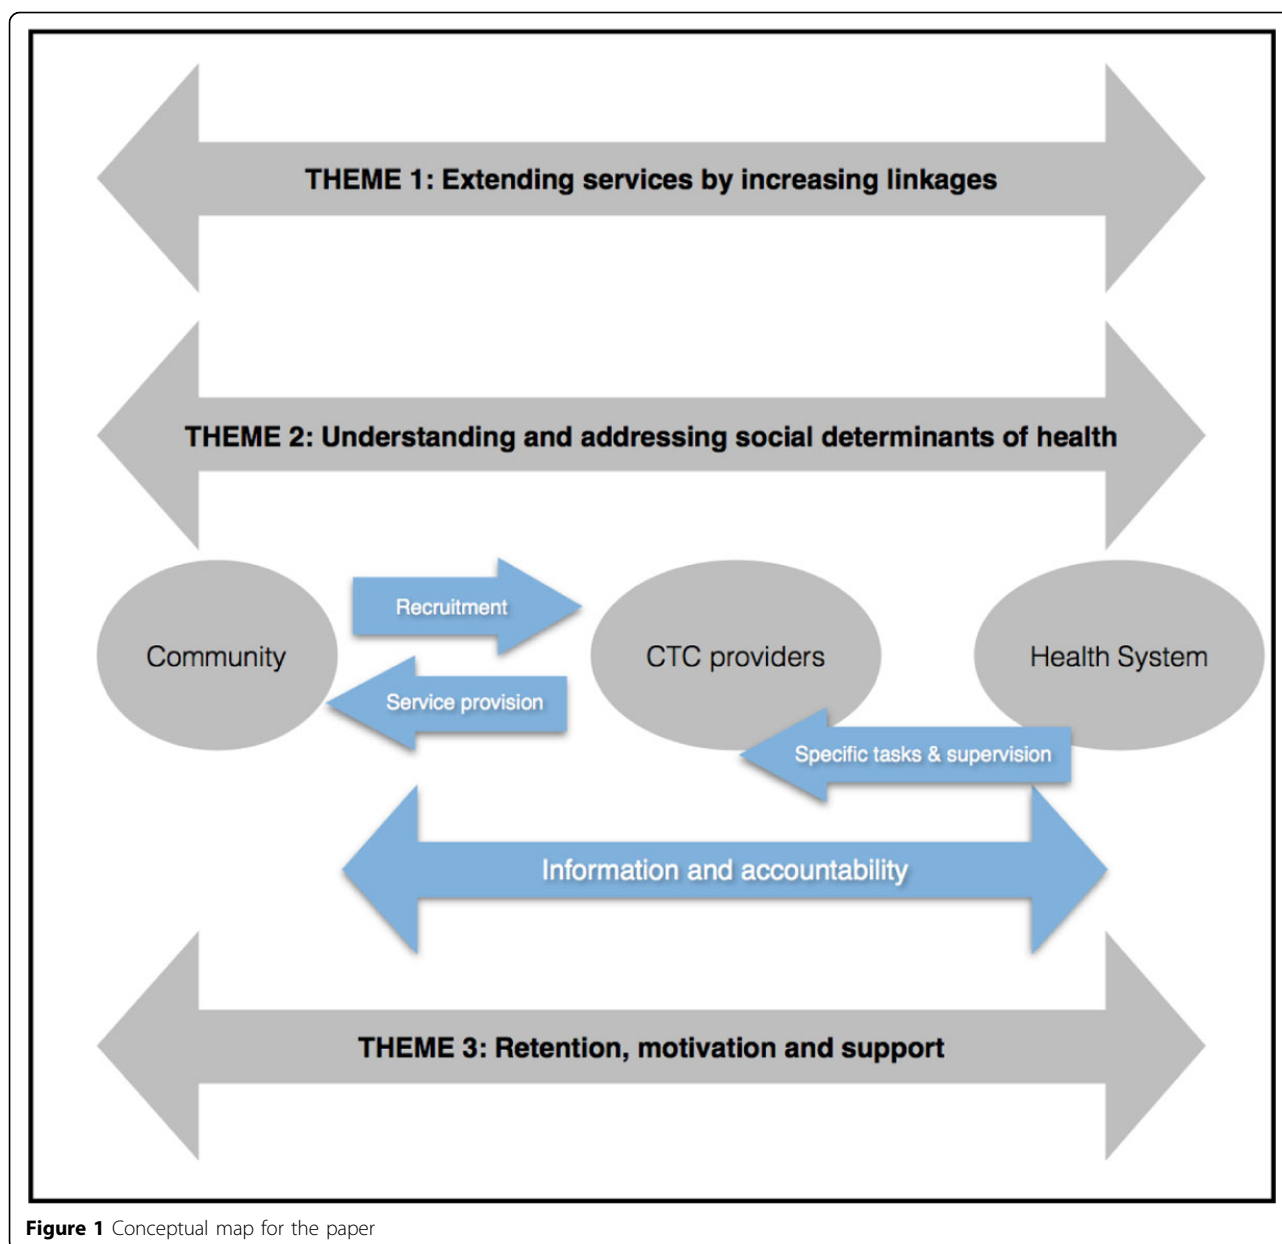 THEME 1: Extending services by increasing linkages
THEME 2: Understanding and addressing social determinants of health
Recruitment
Community
CTC providers
Health System
Service provision
Specific tasks & supervision
Information and accountability
THEME 3: Retention, motivation and support
Figure 1 Conceptual map for the paper